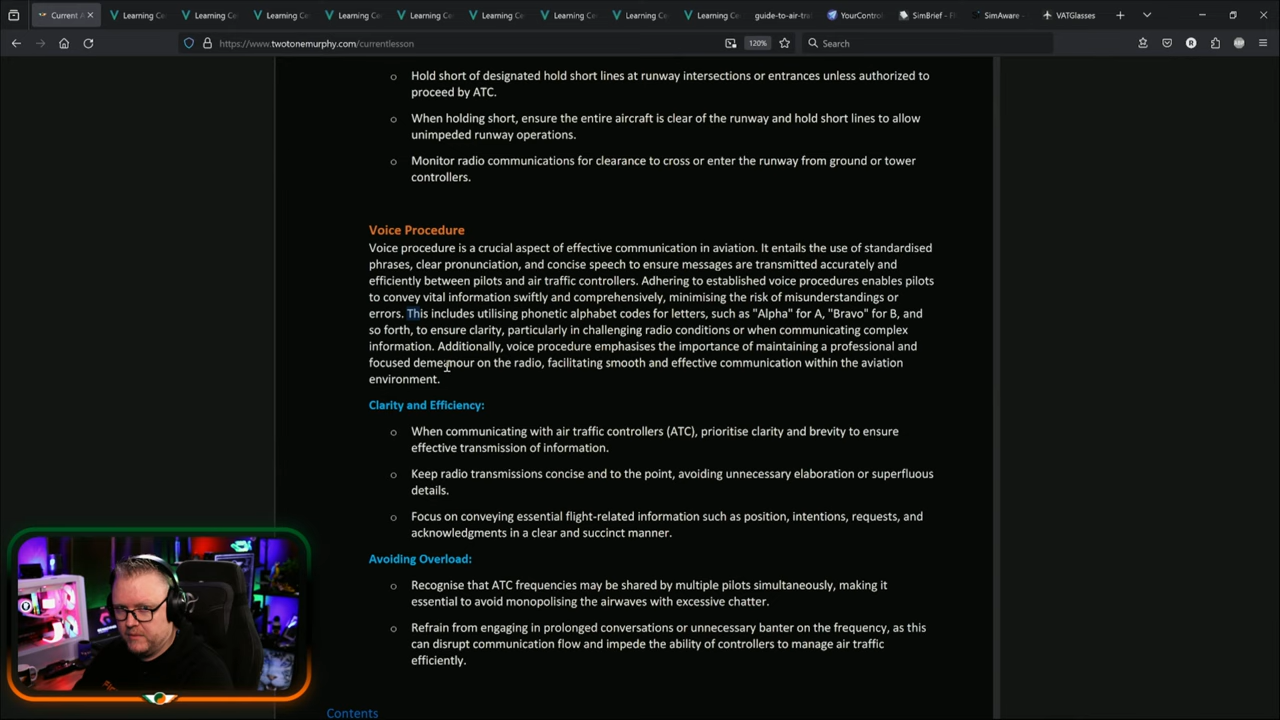 Current
Learning Ce
Learning Ce
Learning Ce
Learning Ce
Learning Ce
Learning Ce
Learning Ce
Learning Ce
Learning Ce
guide-to-air-tra
YourControl
SimBrief - F
SimAware -
VATGlasses
https://www.twotonemurphy.com/currentlesson
120%
Search
Hold short of designated hold short lines at runway intersections or entrances unless authorized to
proceed by ATC.
When holding short, ensure the entire aircraft is clear of the runway and hold short lines to allow
unimpeded runway operations.
Monitor radio communications for clearance to cross or enter the runway from ground or tower
controllers.
Voice Procedure
Voice procedure is a crucial aspect of effective communication in aviation. It entails the use of standardised
phrases, clear pronunciation, and concise speech to ensure messages are transmitted accurately and
efficiently between pilots and air traffic controllers. Adhering to established voice procedures enables pilots
to convey vital information swiftly and comprehensively, minimising the risk of misunderstandings or
errors. This includes utilising phonetic alphabet codes for letters, such as "Alpha" for A, "Bravo" for B, and
so forth, to ensure clarity, particularly in challenging radio conditions or when communicating complex
information. Additionally, voice procedure emphasises the importance of maintaining a professional and
focused demeanour on the radio, facilitating smooth and effective communication within the aviation
environment.
Clarity and Efficiency:
When communicating with air traffic controllers (ATC), prioritise clarity and brevity to ensure
effective transmission of information.
Keep radio transmissions concise and to the point, avoiding unnecessary elaboration or superfluous
details.
Focus on conveying essential flight-related information such as position, intentions, requests, and
acknowledgments in a clear and succinct manner.
Avoiding Overload:
Recognise that ATC frequencies may be shared by multiple pilots simultaneously, making it
essential to avoid monopolising the airwaves with excessive chatter.
Refrain from engaging in prolonged conversations or unnecessary banter on the frequency, as this
can disrupt communication flow and impede the ability of controllers to manage air traffic
efficiently.
Contents